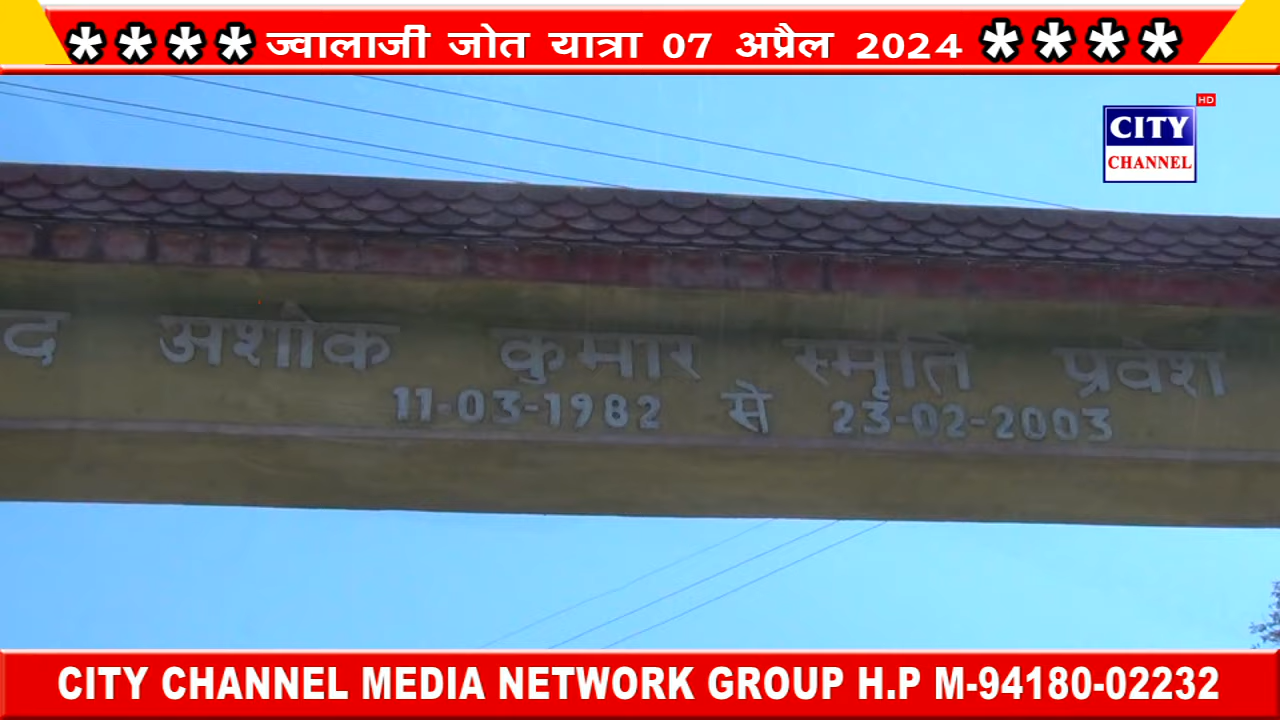 **** ज्वालाजी जोत यात्रा 07 अप्रैल 2024 ****
HD
CITY
CHANNEL
द अशोक कुमार स्मृति प्रवेश
11-03-1982 से 23-02-2003
CITY CHANNEL MEDIA NETWORK GROUP H.P M-94180-02232